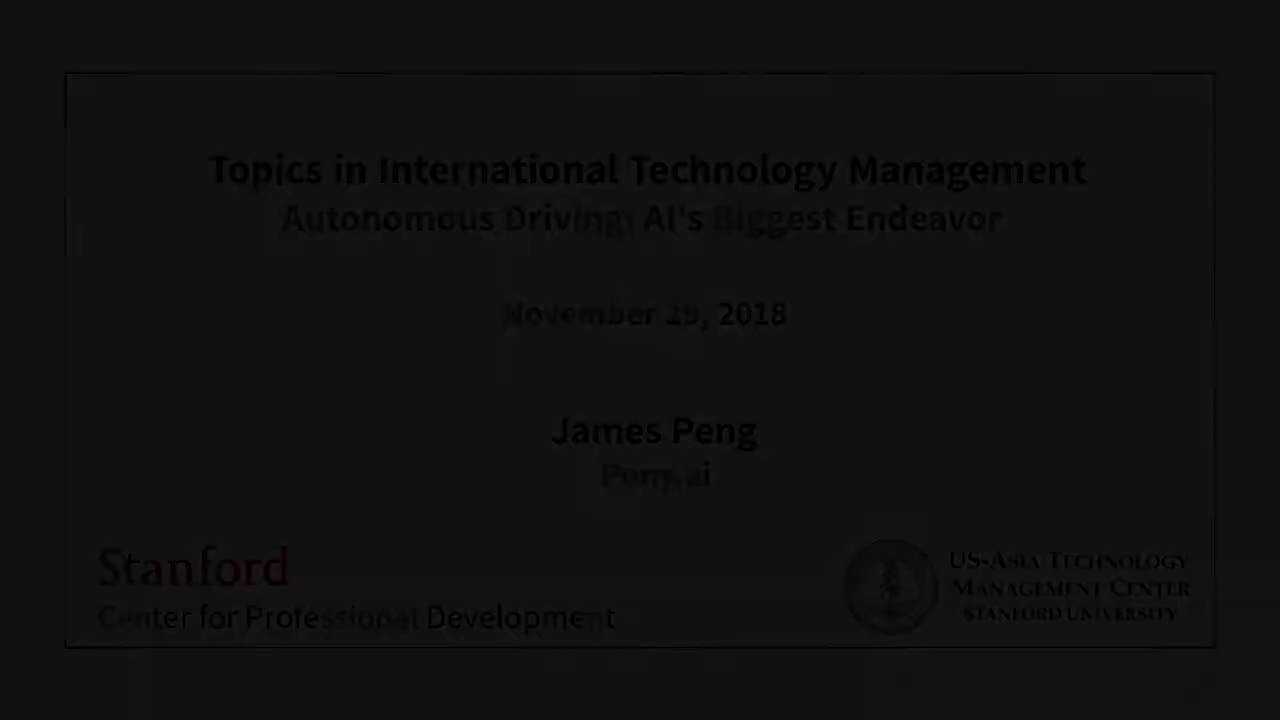 Topics in International Technology Management
Autonomous Driving: AI's Biggest Endeavor
November 29, 2018
James Peng
Pony.ai
Stanford
Center for Professional Development
US-ASIA TECHNOLOGY
MANAGEMENT CENTER
STANFORD UNIVERSITY